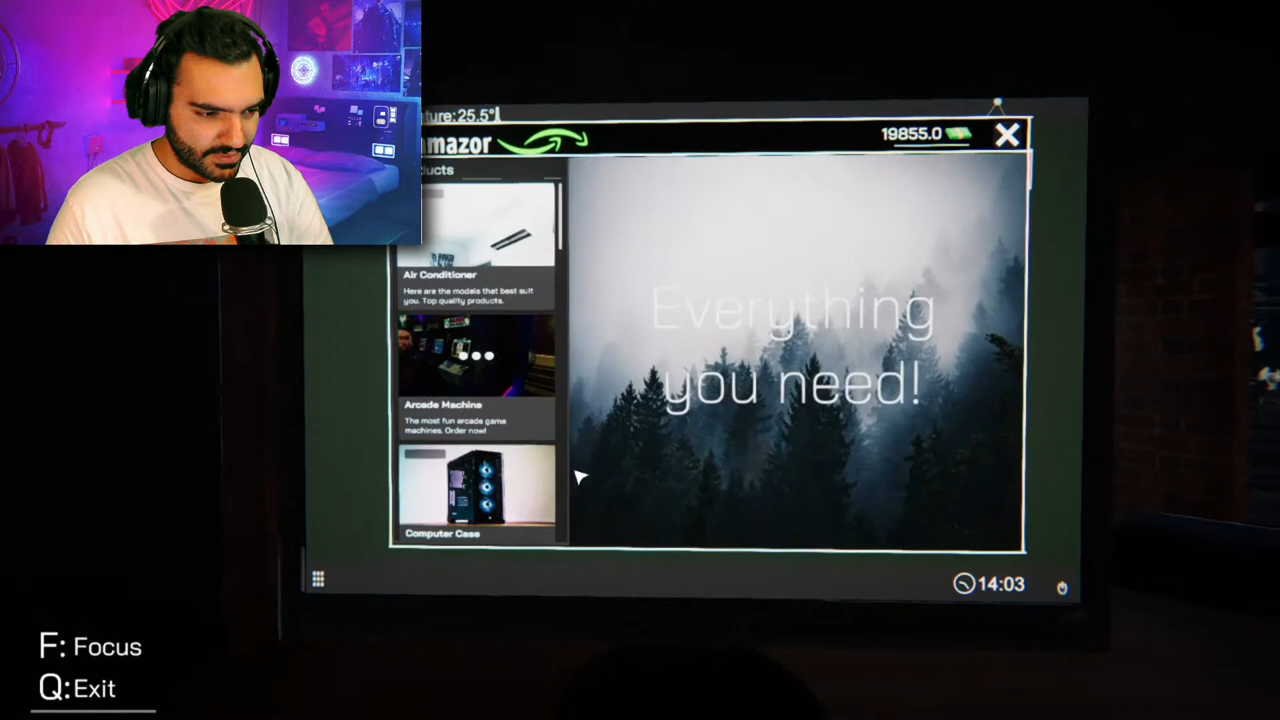 ture:25.5°
amazor
19855.0
ducts
Air Conditioner
Here are the models that best suit
you. Top quality products.
Arcade Machine
The most fun arcade game
machines. Order now!
Computer Case
Everything
you need!
14:03
F: Focus
Q:Exit